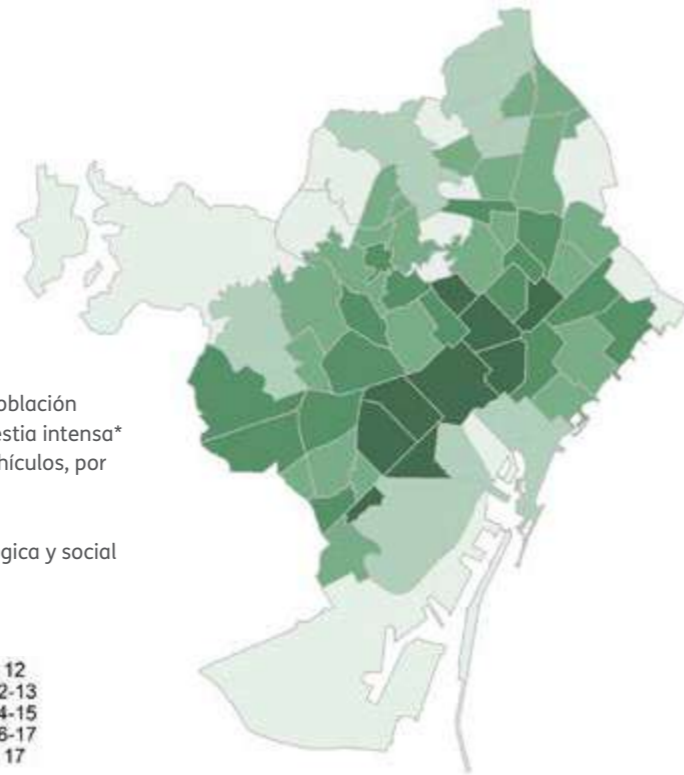 oblación
estia intensa*
hículos, por
gica y social
12
2-13
4-15
6-17
17